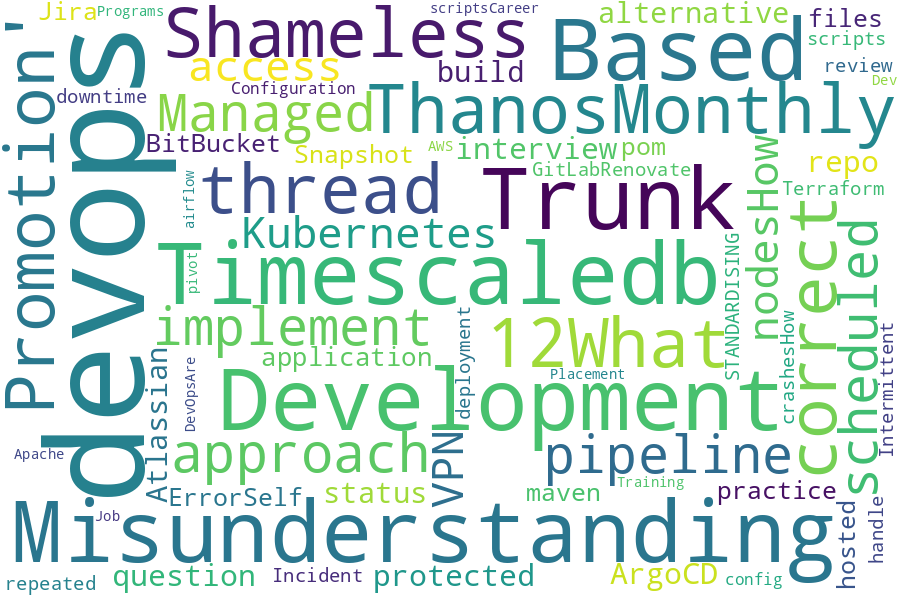 Jira
Programs
Shameless
scriptsCareer
alternative
files
Based
scripts
access
build
review
Dev
downtime
Configuration
Managed
ThanosMonthly
Promotion'
devops
BitBucket
Snapshot
AWS
interview
pom
nodesHow
repo
GitLabRenovate
airflow
thread
Trunk
Terraform
Kubernetes
correct
scheduled
pivot
Timescaledb
STANDARDISING
implement
12What
crashesHow
Intermittent
application
deployment
Atlassian
DevOpsAre
Placement
Development
approach
VPN
pipeline
Apache
ErrorSelf
status
maven
Training
practice
Misunderstanding
Job
hosted
handle
repeated
question
Incident
protected
ArgoCD
config